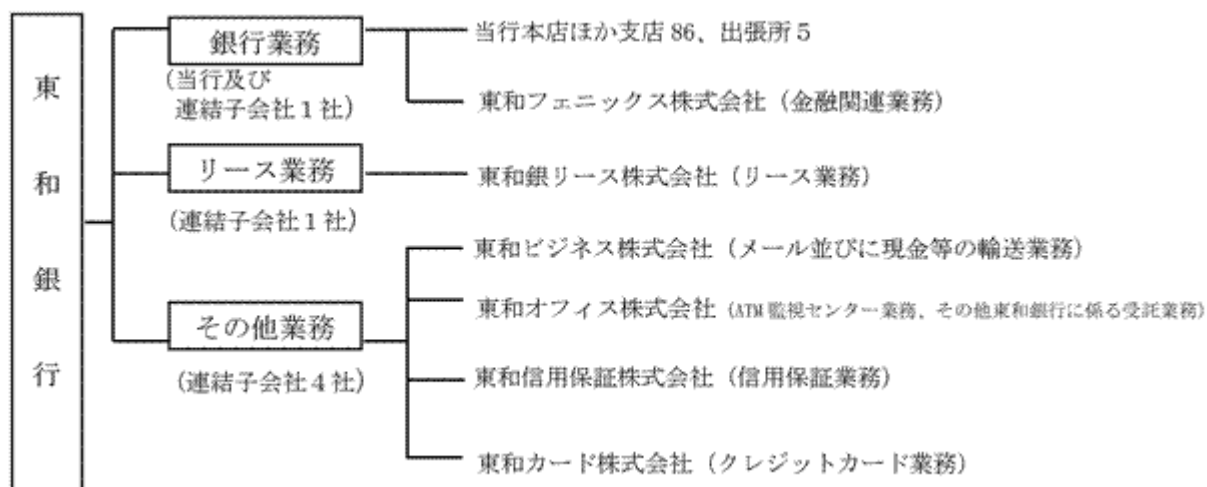 東和銀行
銀行業務
(当行及び
連結子会社1社)
当行本店ほか支店 86、出張所 5
東和フェニックス株式会社(金融関連業務)
リース業務
(連結子会社1社)
東和銀リース株式会社(リース業務)
その他業務
(連結子会社4社)
東和ビジネス株式会社(メール並びに現金等の輸送業務)
東和オフィス株式会社(ATM 監視センター業務、その他東和銀行に係る受託業務)
東和信用保証株式会社(信用保証業務)
東和カード株式会社(クレジットカード業務)